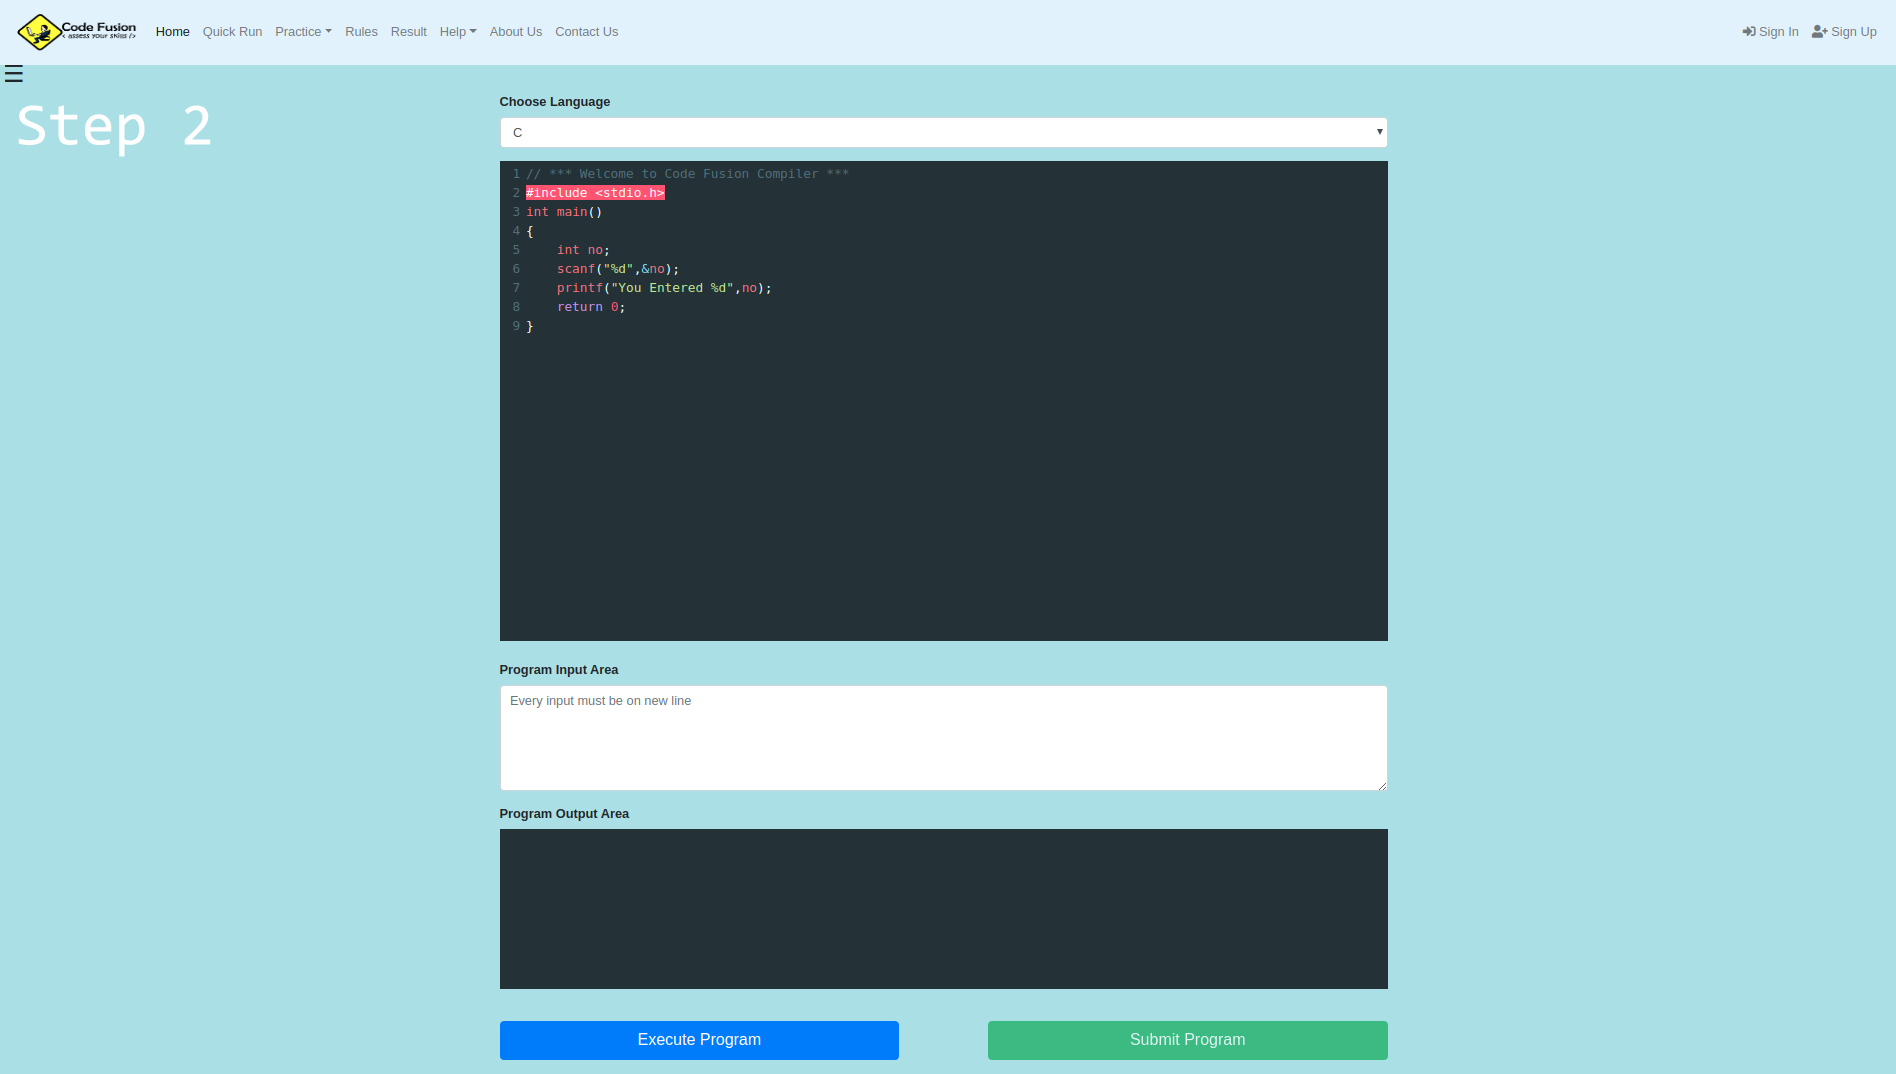 Code Fusion
< assess your skills />
Home Quick Run Practice Rules Result Help About Us Contact Us Sign In Sign Up
Step 2
Choose Language
C
1 // *** Welcome to Code Fusion Compiler ***
2 #include <stdio.h>
3 int main()
4 {
5     int no;
6     scanf("%d",&no);
7     printf("You Entered %d",no);
8     return 0;
9 }
Program Input Area
Every input must be on new line
Program Output Area
Execute Program Submit Program